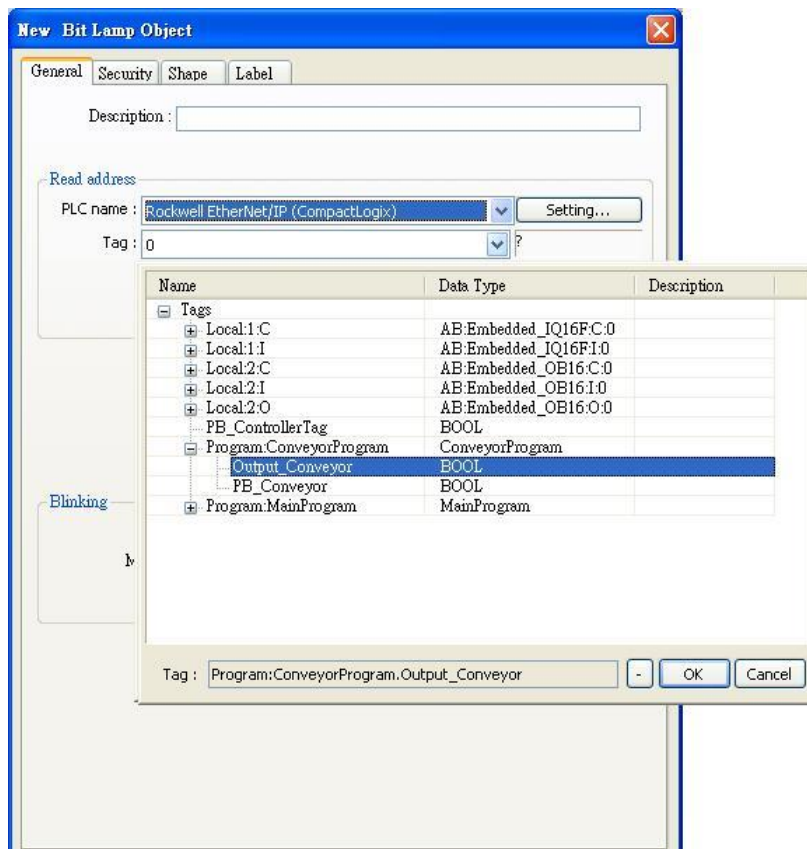 New Bit Lamp Object
General Security Shape Label
Description :
Read address
PLC name : Rockwell EtherNet/IP (CompactLogix) Setting...
Tag : 0 ?
Name Data Type Description
Tags
Local:1:C AB:Embedded_IQ16F:C:0
Local:1:I AB:Embedded_IQ16F:I:0
Local:2:C AB:Embedded_OB16:C:0
Local:2:I AB:Embedded_OB16:I:0
Local:2:O AB:Embedded_OB16:O:0
PB_ControllerTag BOOL
Program:ConveyorProgram ConveyorProgram
Output_Conveyor BOOL
PB_Conveyor BOOL
Program:MainProgram MainProgram
Blinking
Tag : Program:ConveyorProgram.Output_Conveyor - OK Cancel